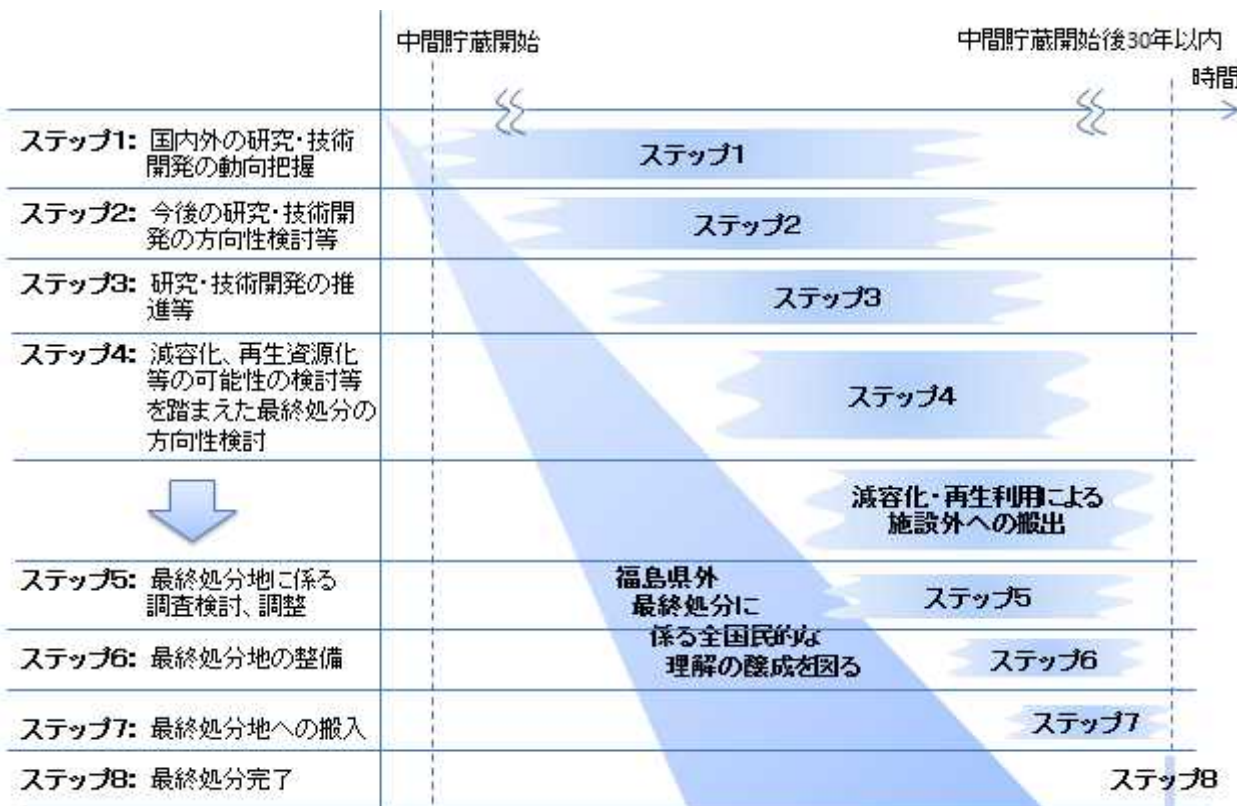 中間貯蔵開始
中間貯蔵開始後30年以内
時間
ステップ1: 国内外の研究・技術
開発の動向把握
ステップ1
ステップ2: 今後の研究・技術開
発の方向性検討等
ステップ2
ステップ3: 研究・技術開発の推
進等
ステップ3
ステップ4: 減容化、再生資源化
等の可能性の検討等
を踏まえた最終処分の
方向性検討
ステップ4
減容化・再生利用による
施設外への搬出
ステップ5: 最終処分地に係る
調査検討、調整
ステップ5
福島県外
最終処分に
係る全国民的な
理解の醸成を図る
ステップ6: 最終処分地の整備
ステップ6
ステップ7: 最終処分地への搬入
ステップ7
ステップ8: 最終処分完了
ステップ8